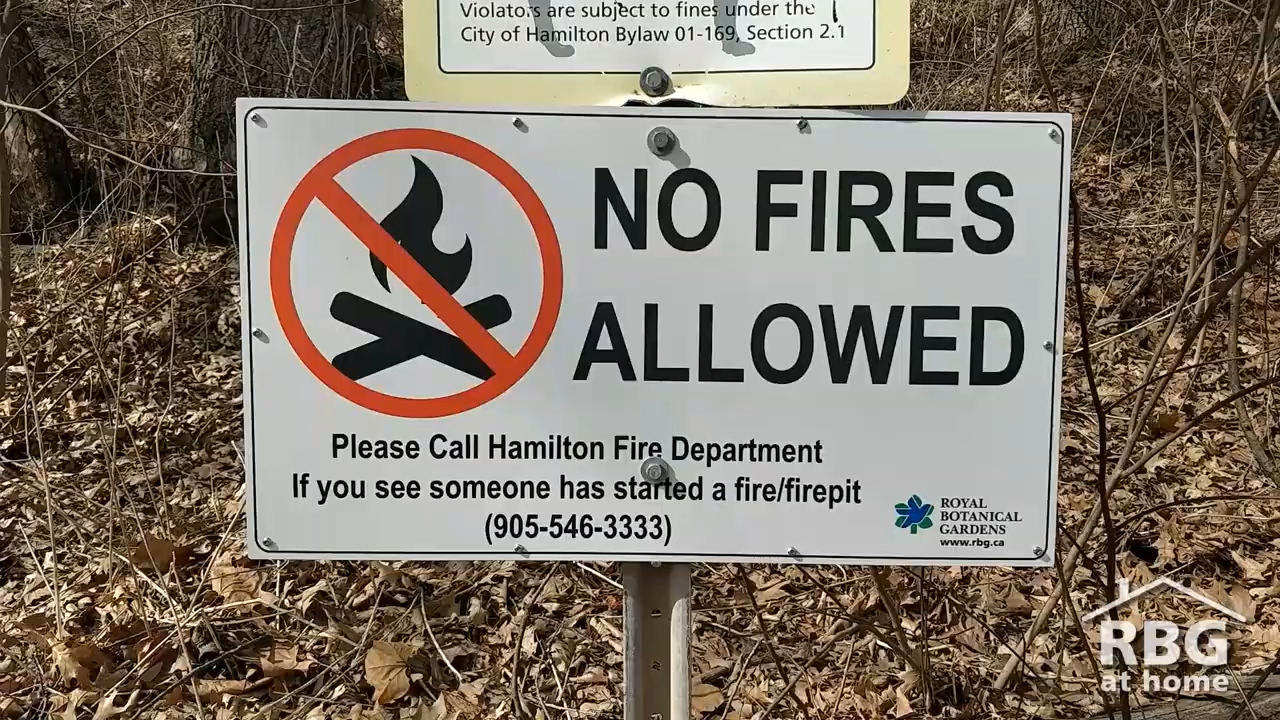 Violators are subject to fines under the
City of Hamilton Bylaw 01-169, Section 2.1
NO FIRES
ALLOWED
Please Call Hamilton Fire Department
If you see someone has started a fire/firepit
(905-546-3333)
ROYAL
BOTANICAL
GARDENS
www.rbg.ca
RBG
at home